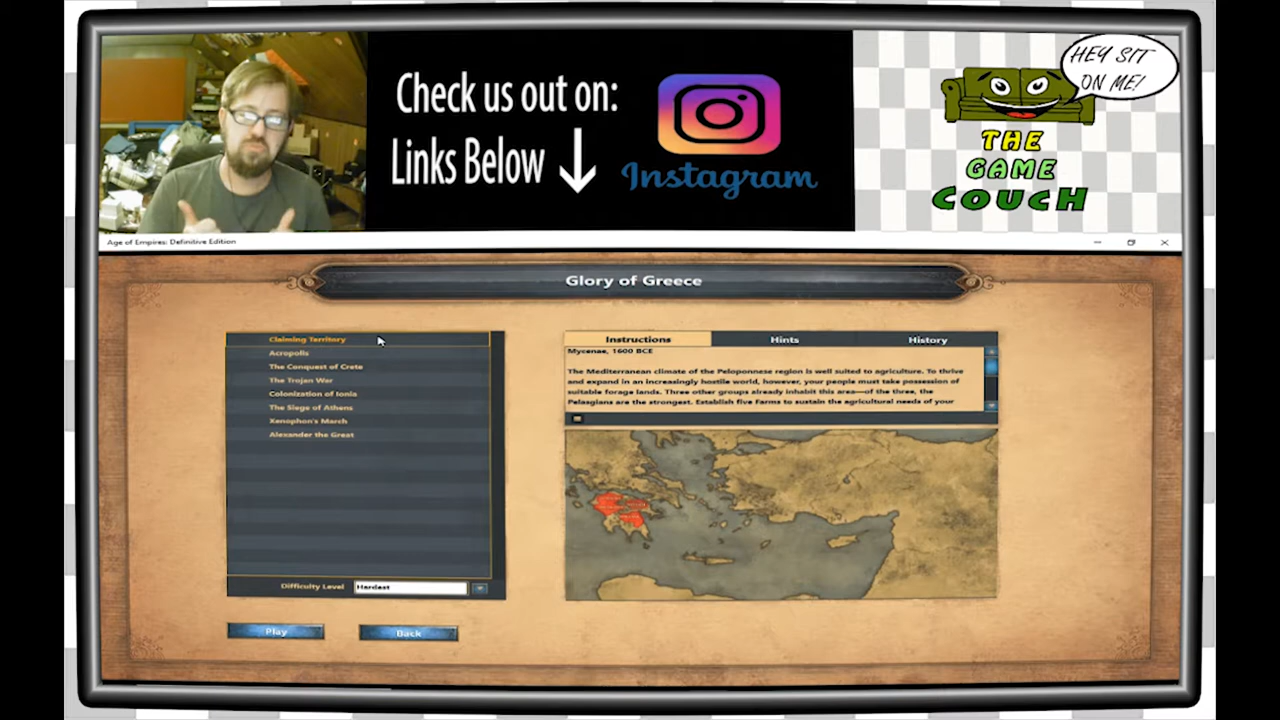 Check us out on:
Links Below
Instagram
HEY SIT
ON ME!
THE
GAME
COUCH
Age of Empires: Definitive Edition
Glory of Greece
Claiming Territory
Acropolis
The Conquest of Crete
The Trojan War
Colonization of Ionia
The Siege of Athens
Xenophon's March
Alexander the Great
Difficulty Level
Hardest
Play
Back
Instructions
Hints
History
Mycenae, 1600 BCE
The Mediterranean climate of the Peloponnese region is well suited to agriculture. To thrive
and expand in an increasingly hostile world, however, your people must take possession of
suitable forage lands. Three other groups already inhabit this area—of the three, the
Pelasgians are the strongest. Establish five Farms to sustain the agricultural needs of your